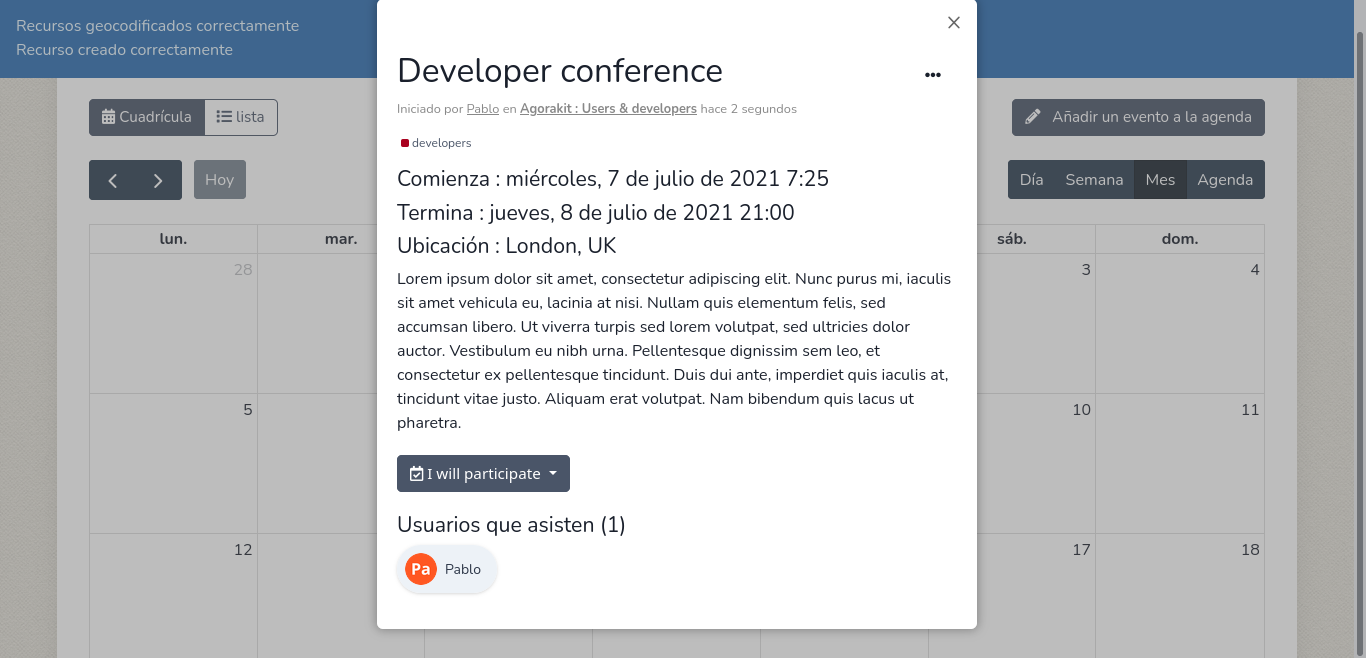 Recursos geocodificados correctamente
Recurso creado correctamente
Cuadrícula
lista
Añadir un evento a la agenda
Hoy
Día
Semana
Mes
Agenda
lun.
mar.
sáb.
dom.
28
3
4
5
10
11
12
17
18
Developer conference
Iniciado por Pablo en Agorakit : Users & developers hace 2 segundos
developers
Comienza : miércoles, 7 de julio de 2021 7:25
Termina : jueves, 8 de julio de 2021 21:00
Ubicación : London, UK
Lorem ipsum dolor sit amet, consectetur adipiscing elit. Nunc purus mi, iaculis
sit amet vehicula eu, lacinia at nisi. Nullam quis elementum felis, sed
accumsan libero. Ut viverra turpis sed lorem volutpat, sed ultricies dolor
auctor. Vestibulum eu nibh urna. Pellentesque dignissim sem leo, et
consectetur ex pellentesque tincidunt. Duis dui ante, imperdiet quis iaculis at,
tincidunt vitae justo. Aliquam erat volutpat. Nam bibendum quis lacus ut
pharetra.
I will participate
Usuarios que asisten (1)
Pa
Pablo